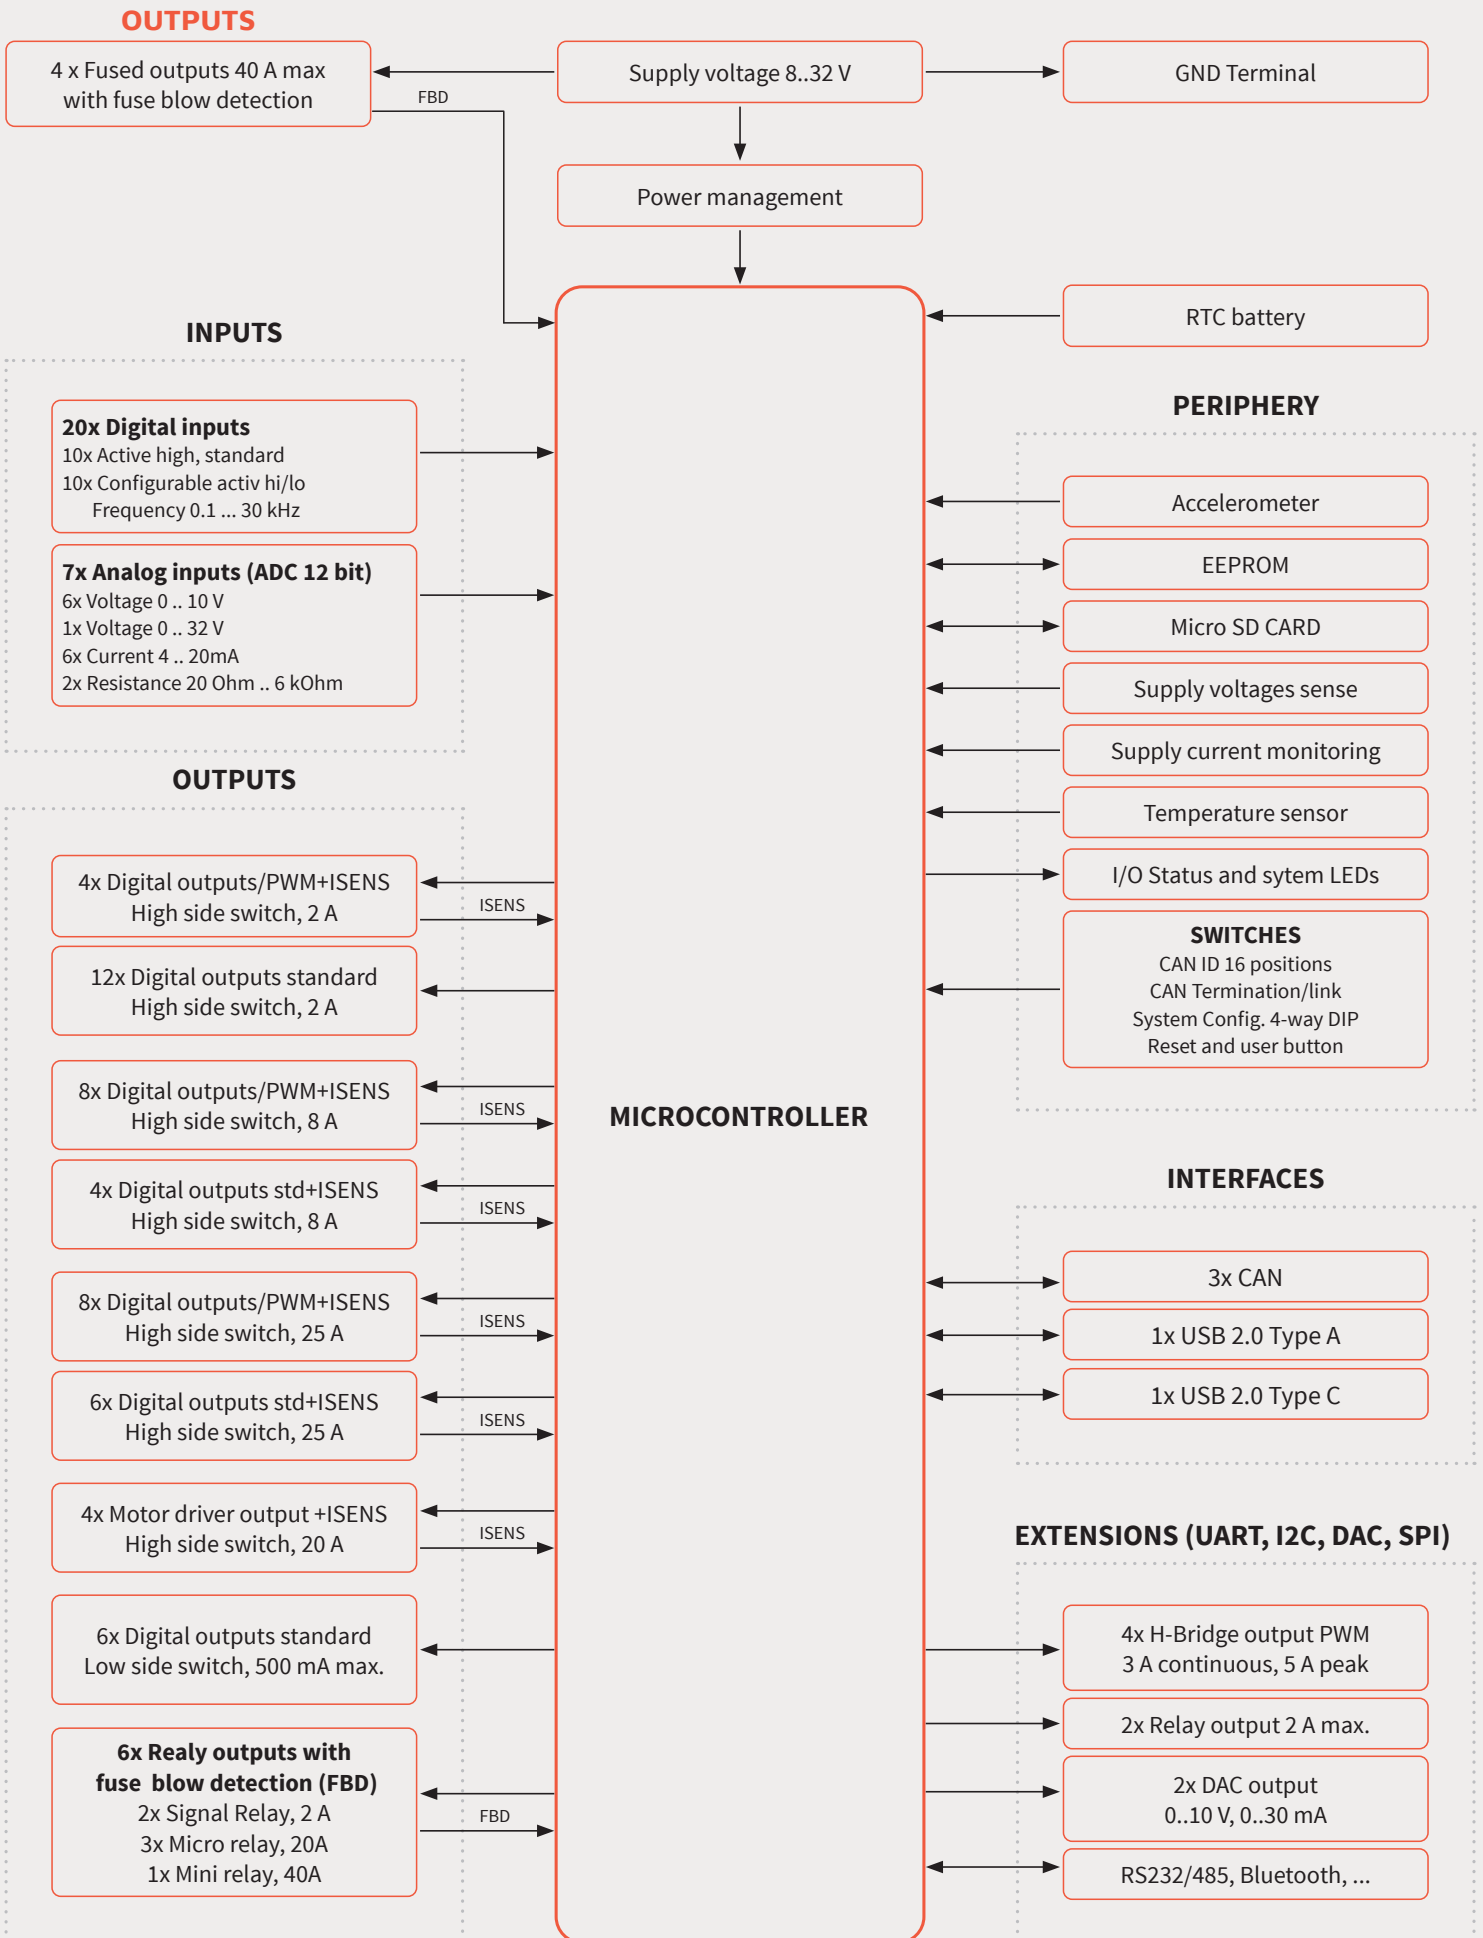 OUTPUTS
4 x Fused outputs 40 A max
with fuse blow detection
FBD
Supply voltage 8..32 V
GND Terminal
Power management
RTC battery
INPUTS
20x Digital inputs
10x Active high, standard
10x Configurable activ hi/lo
Frequency 0.1 ... 30 kHz
7x Analog inputs (ADC 12 bit)
6x Voltage 0 .. 10 V
1x Voltage 0 .. 32 V
6x Current 4 .. 20mA
2x Resistance 20 Ohm .. 6 kOhm
OUTPUTS
4x Digital outputs/PWM+ISENS
High side switch, 2 A
ISENS
12x Digital outputs standard
High side switch, 2 A
8x Digital outputs/PWM+ISENS
High side switch, 8 A
ISENS
4x Digital outputs std+ISENS
High side switch, 8 A
ISENS
8x Digital outputs/PWM+ISENS
High side switch, 25 A
ISENS
6x Digital outputs std+ISENS
High side switch, 25 A
ISENS
4x Motor driver output +ISENS
High side switch, 20 A
ISENS
6x Digital outputs standard
Low side switch, 500 mA max.
6x Realy outputs with
fuse  blow detection (FBD)
2x Signal Relay, 2 A
3x Micro relay, 20A
1x Mini relay, 40A
FBD
MICROCONTROLLER
PERIPHERY
Accelerometer
EEPROM
Micro SD CARD
Supply voltages sense
Supply current monitoring
Temperature sensor
I/O Status and sytem LEDs
SWITCHES
CAN ID 16 positions
CAN Termination/link
System Config. 4-way DIP
Reset and user button
INTERFACES
3x CAN
1x USB 2.0 Type A
1x USB 2.0 Type C
EXTENSIONS (UART, I2C, DAC, SPI)
4x H-Bridge output PWM
3 A continuous, 5 A peak
2x Relay output 2 A max.
2x DAC output
0..10 V, 0..30 mA
RS232/485, Bluetooth, ...